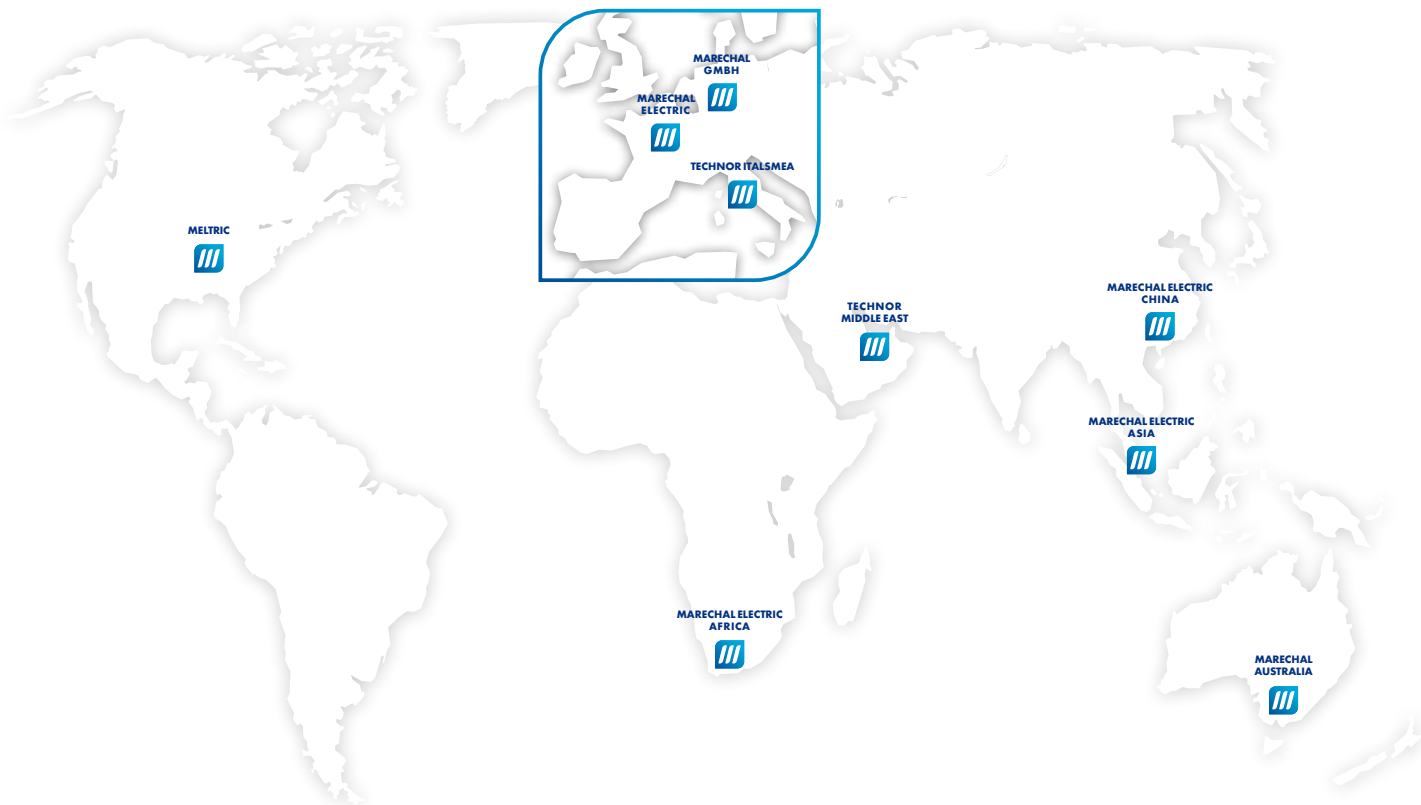 MARECHAL
GMBH
MARECHAL
ELECTRIC
TECHNOR ITALSMEA
MELTRIC
MARECHAL ELECTRIC
CHINA
TECHNOR
MIDDLE EAST
MARECHAL ELECTRIC
ASIA
MARECHAL ELECTRIC
AFRICA
MARECHAL
AUSTRALIA